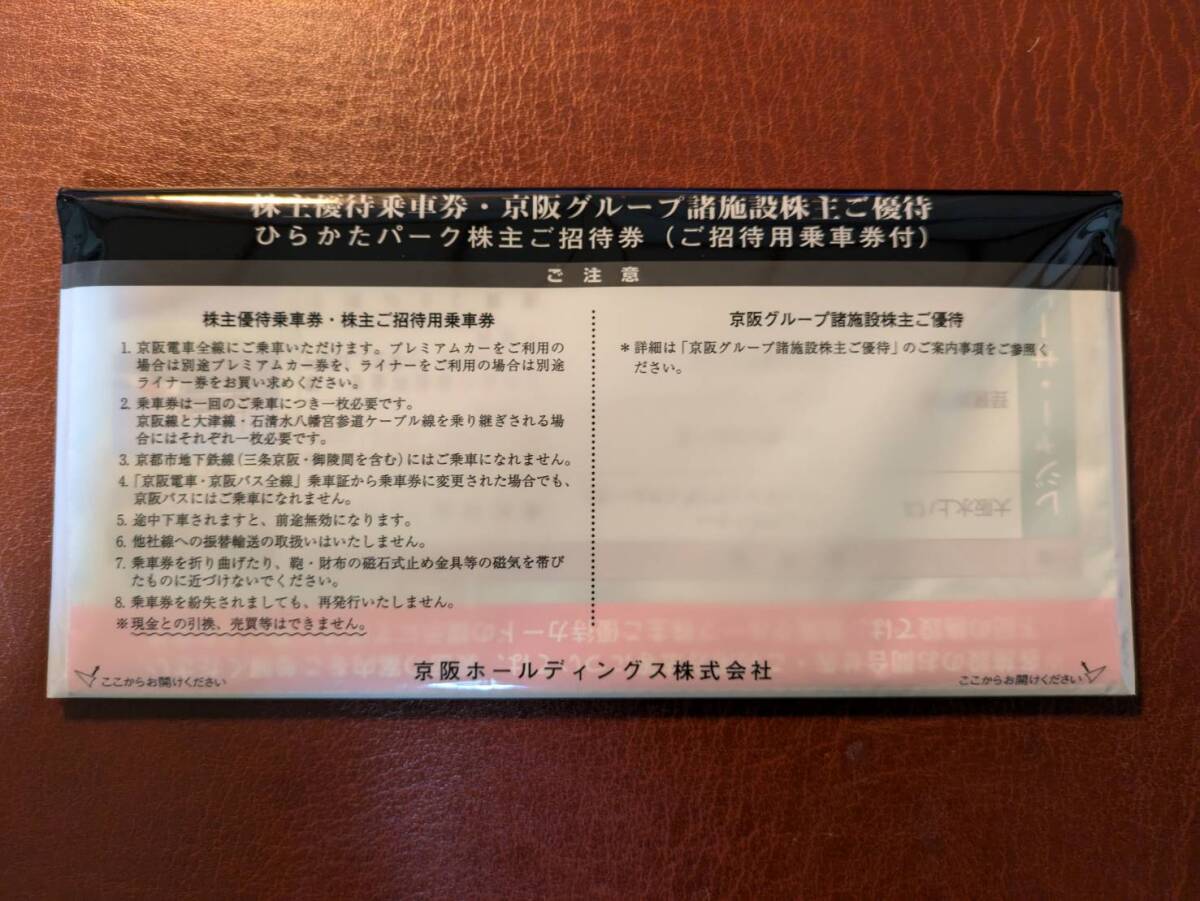 株主優待乗車券・京阪グループ諸施設株主ご優待
ひらかたパーク株主ご招待券（ご招待用乗車券付）
ご注意
株主優待乗車券・株主ご招待用乗車券
1. 京阪電車全線にご乗車いただけます。プレミアムカーをご利用の
場合は別途プレミアムカー券を、ライナーをご利用の場合は別途
ライナー券をお買い求めください。
2. 乗車券は一回のご乗車につき一枚必要です。
京阪線と大津線・石清水八幡宮参道ケーブル線を乗り継ぎされる場
合にはそれぞれ一枚必要です。
3. 京都市地下鉄線（三条京阪・御陵間を含む）にはご乗車になれません。
4. 「京阪電車・京阪バス全線」乗車証から乗車券に変更された場合でも、
京阪バスにはご乗車になれません。
5. 途中下車されますと、前途無効になります。
6. 他社線への振替輸送の取扱いはいたしません。
7. 乗車券を折り曲げたり、鞄・財布の磁石式止め金具等の磁気を帯び
たものに近づけないでください。
8. 乗車券を紛失されましても、再発行いたしません。
※現金との引換、売買等はできません。
京阪グループ諸施設株主ご優待
＊詳細は「京阪グループ諸施設株主ご優待」のご案内事項をご参照く
ださい。
レジャー・サ
大阪水上バス
ここからお開けください
京阪ホールディングス株式会社
ここからお開けください